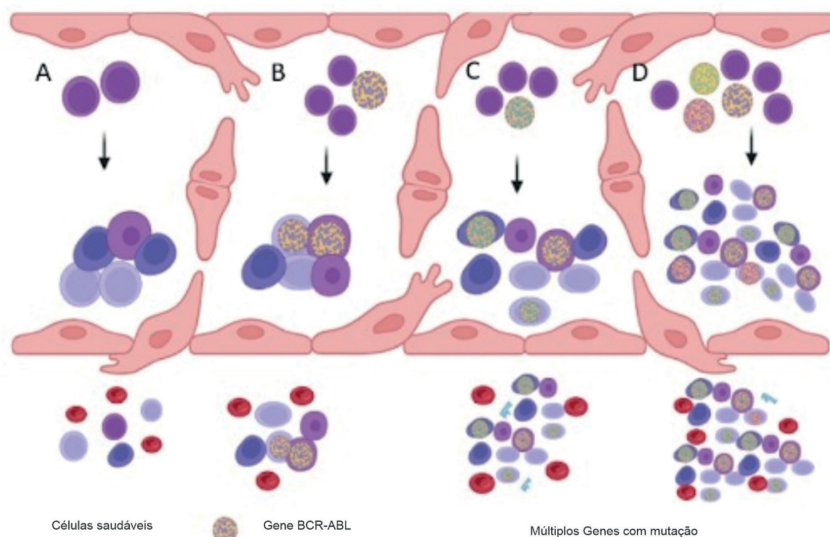 A
B
C
D
Células saudáveis
Gene BCR-ABL
Múltiplos Genes com mutação